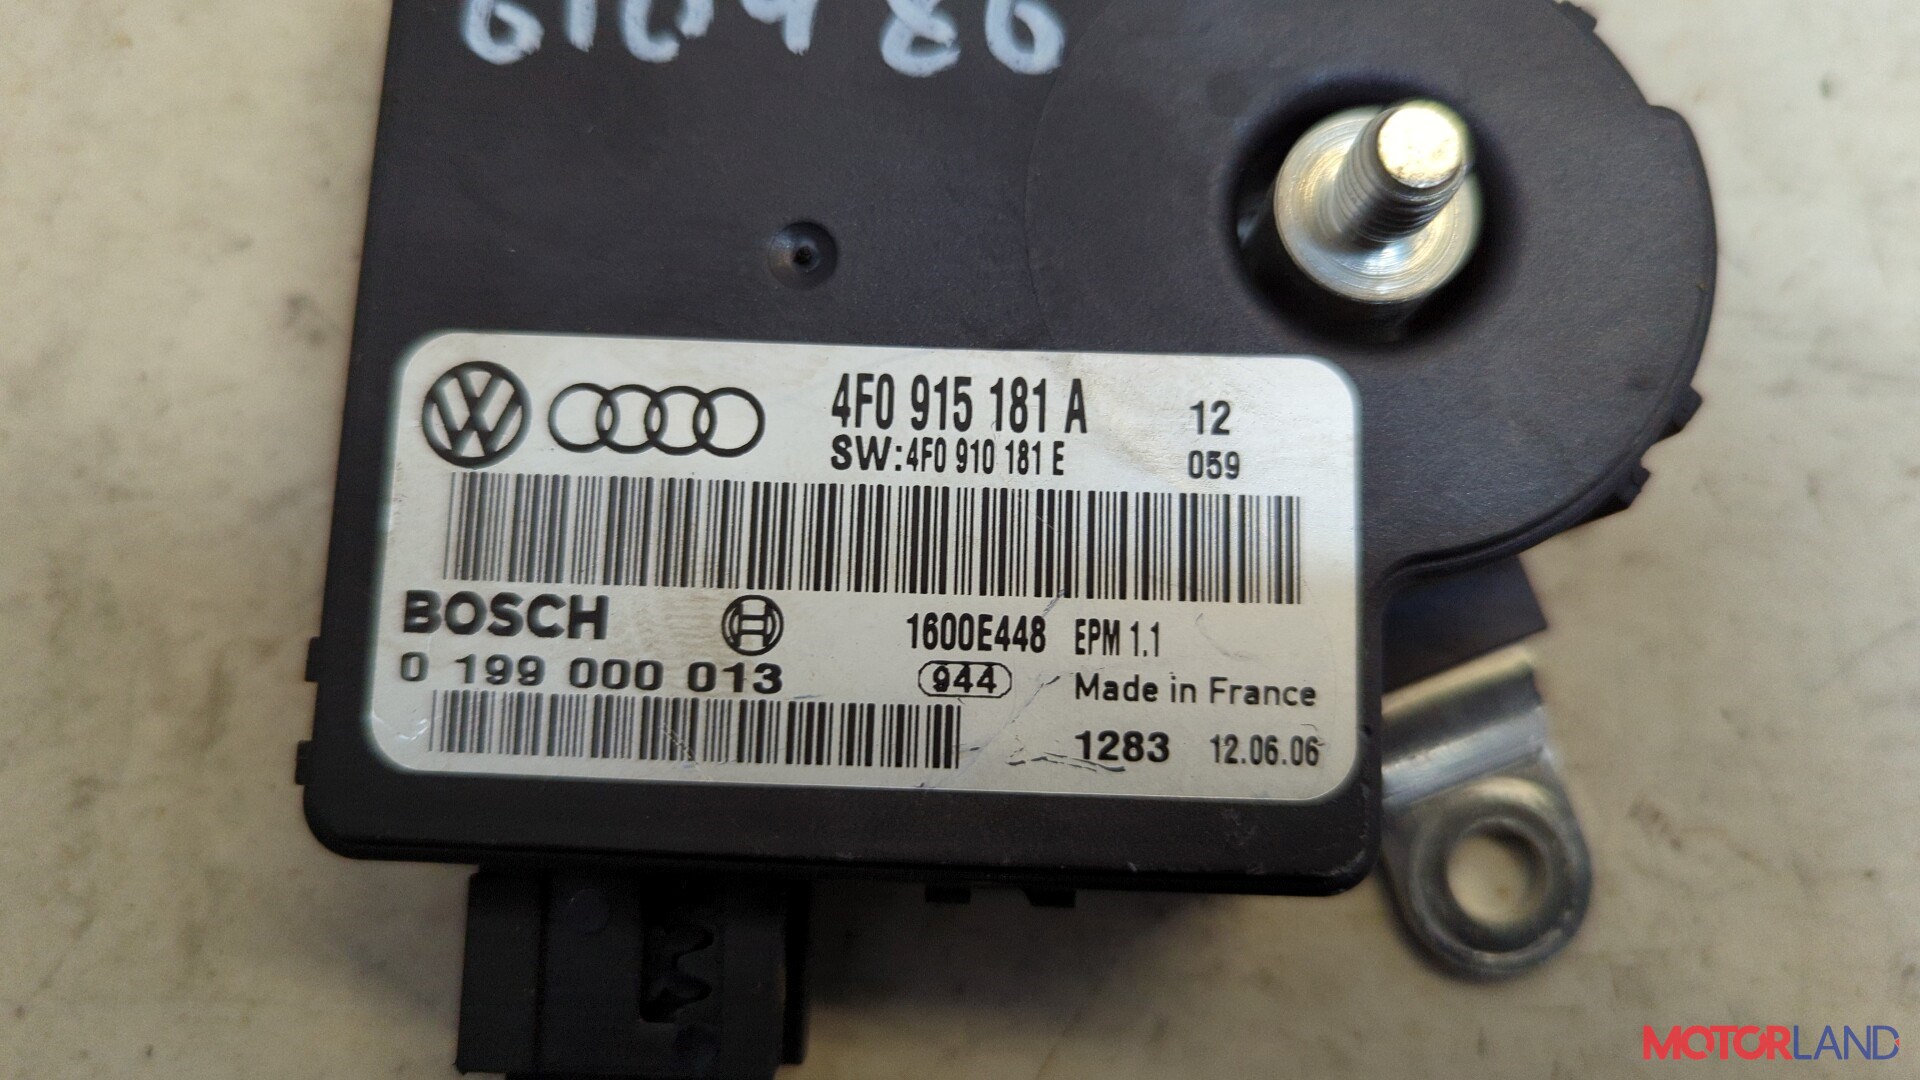 4F0 915 181 A 12
SW:4F0 910 181 E 059
BOSCH 1600E448 EPM 1.1
0 199 000 013 944 Made in France
1283 12.06.06
MOTORLAND